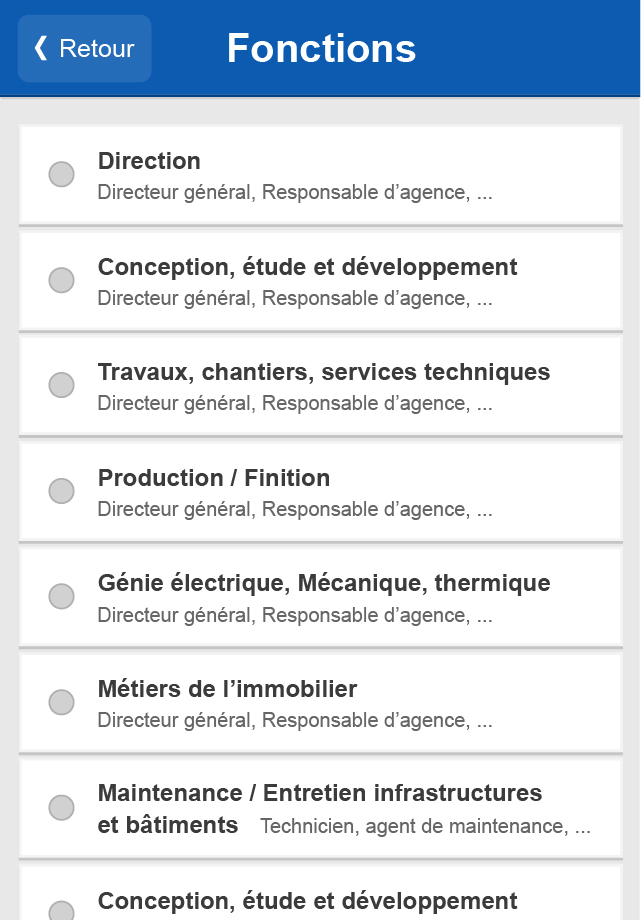 Retour
Fonctions
Direction
Directeur général, Responsable d’agence, ...
Conception, étude et développement
Directeur général, Responsable d’agence, ...
Travaux, chantiers, services techniques
Directeur général, Responsable d’agence, ...
Production / Finition
Directeur général, Responsable d’agence, ...
Génie électrique, Mécanique, thermique
Directeur général, Responsable d’agence, ...
Métiers de l’immobilier
Directeur général, Responsable d’agence, ...
Maintenance / Entretien infrastructures
et bâtiments Technicien, agent de maintenance, ...
Conception, étude et développement